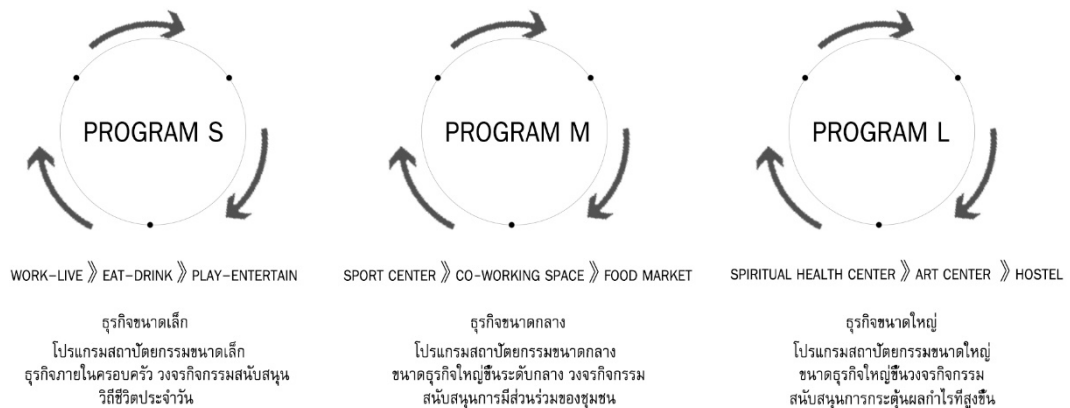 PROGRAM S
WORK-LIVE》EAT-DRINK》PLAY-ENTERTAIN
ธุรกิจขนาดเล็ก
โปรแกรมสถาปัตยกรรมขนาดเล็ก
ธุรกิจภายในครอบครัว วงจรกิจกรรมสนับสนุน
วิถีชีวิตประจำวัน
PROGRAM M
SPORT CENTER》CO-WORKING SPACE》FOOD MARKET
ธุรกิจขนาดกลาง
โปรแกรมสถาปัตยกรรมขนาดกลาง
ขนาดธุรกิจใหญ่ขึ้นระดับกลาง วงจรกิจกรรม
สนับสนุนการมีส่วนร่วมของชุมชน
PROGRAM L
SPIRITUAL HEALTH CENTER》ART CENTER 》HOSTEL
ธุรกิจขนาดใหญ่
โปรแกรมสถาปัตยกรรมขนาดใหญ่
ขนาดธุรกิจใหญ่ขึ้นวงจรกิจกรรม
สนับสนุนการกระตุ้นผลกำไรที่สูงขึ้น